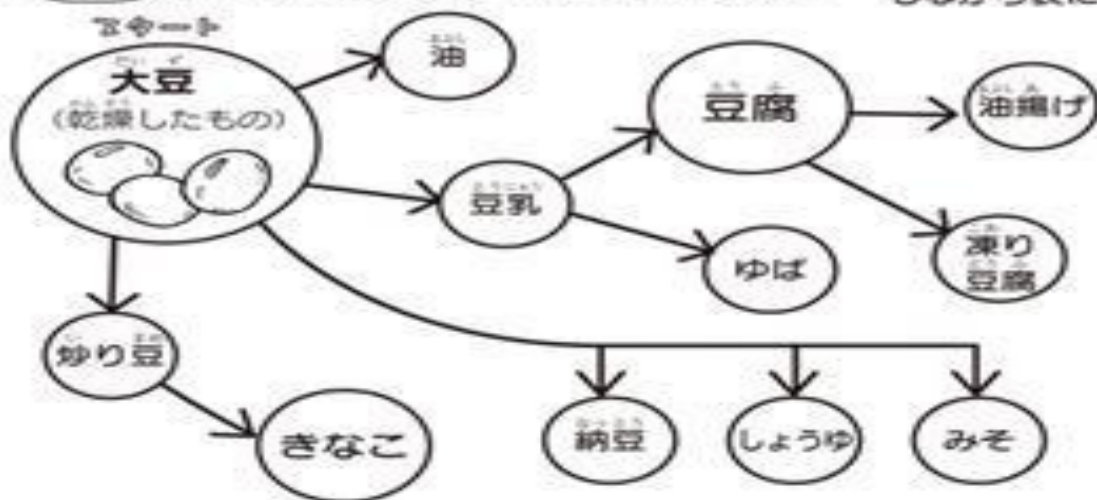 スタート
大豆
(乾燥したもの)
油
豆乳
豆腐
油揚げ
凍り
豆腐
ゆば
炒り豆
きなこ
納豆
しょうゆ
みそ